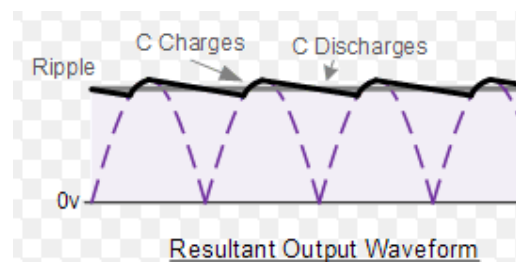 C Charges
C Discharges
Ripple
0v
Resultant Output Waveform